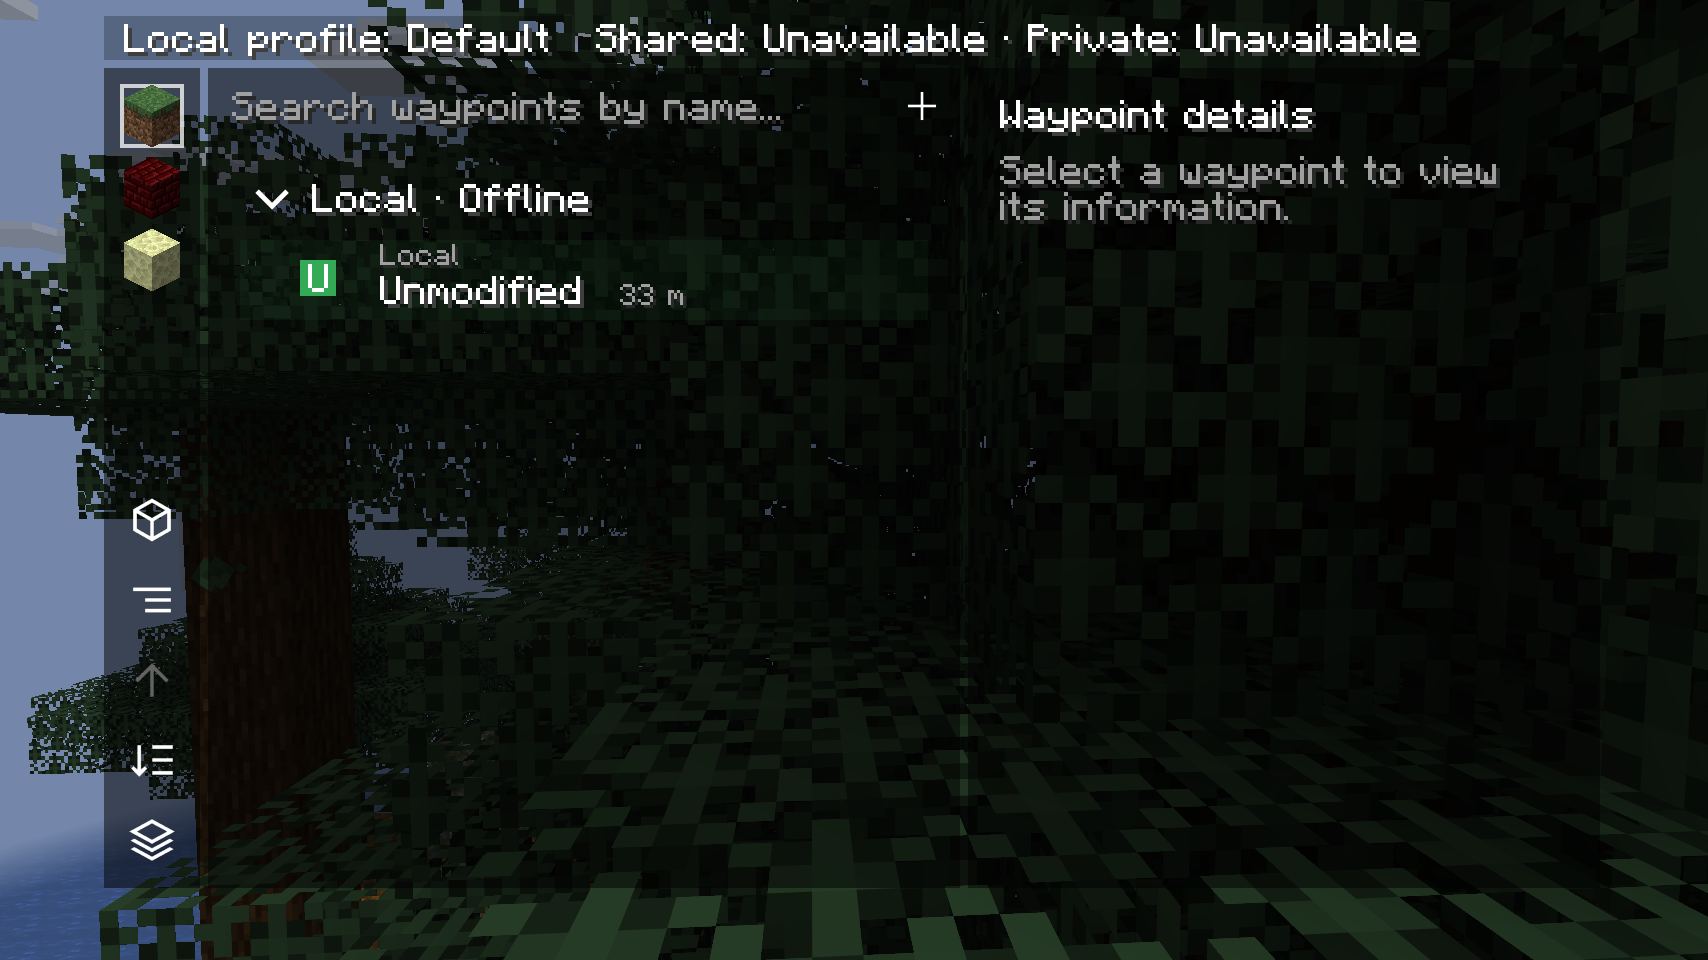 Local profile: Default · Shared: Unavailable · Private: Unavailable
Search waypoints by name...
Local · Offline
U
Local
Unmodified 33 m
Waypoint details
Select a waypoint to view
its information.